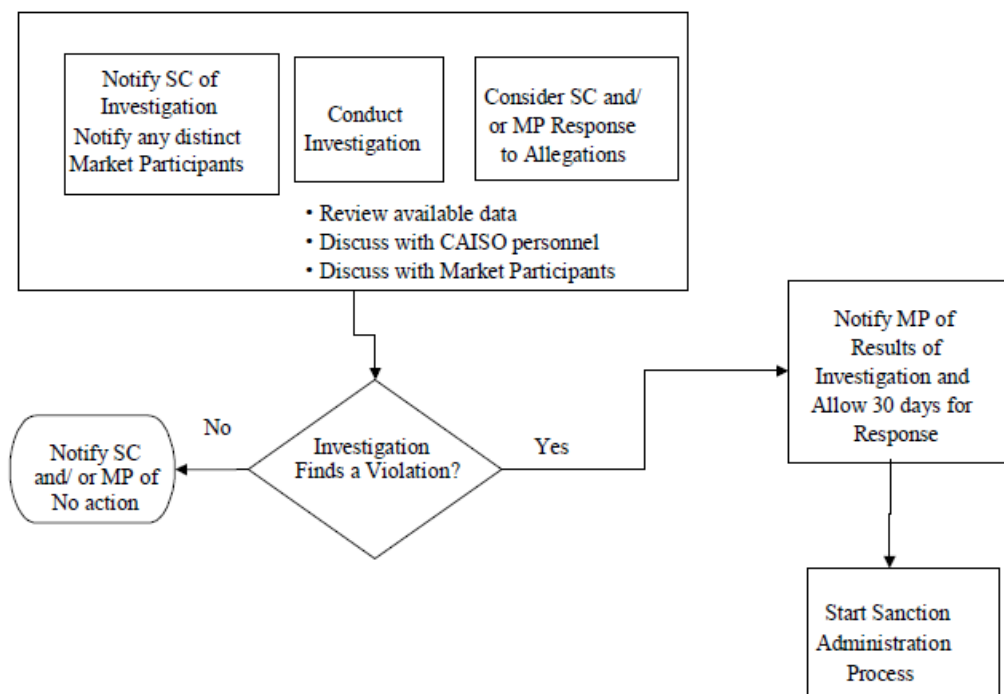 Notify SC of
Investigation
Notify any distinct
Market Participants
Conduct
Investigation
Consider SC and/
or MP Response
to Allegations
• Review available data
• Discuss with CAISO personnel
• Discuss with Market Participants
Notify MP of
Results of
Investigation and
Allow 30 days for
Response
No
Investigation
Finds a Violation?
Yes
Notify SC
and/ or MP of
No action
Start Sanction
Administration
Process